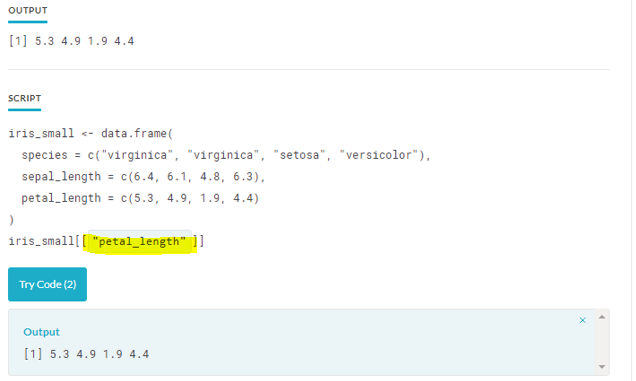 OUTPUT
[1] 5.3 4.9 1.9 4.4
SCRIPT
iris_small <- data.frame(
  species = c("virginica", "virginica", "setosa", "versicolor"),
  sepal_length = c(6.4, 6.1, 4.8, 6.3),
  petal_length = c(5.3, 4.9, 1.9, 4.4)
)
iris_small[["petal_length"]]
Try Code (2)
Output
×
[1] 5.3 4.9 1.9 4.4